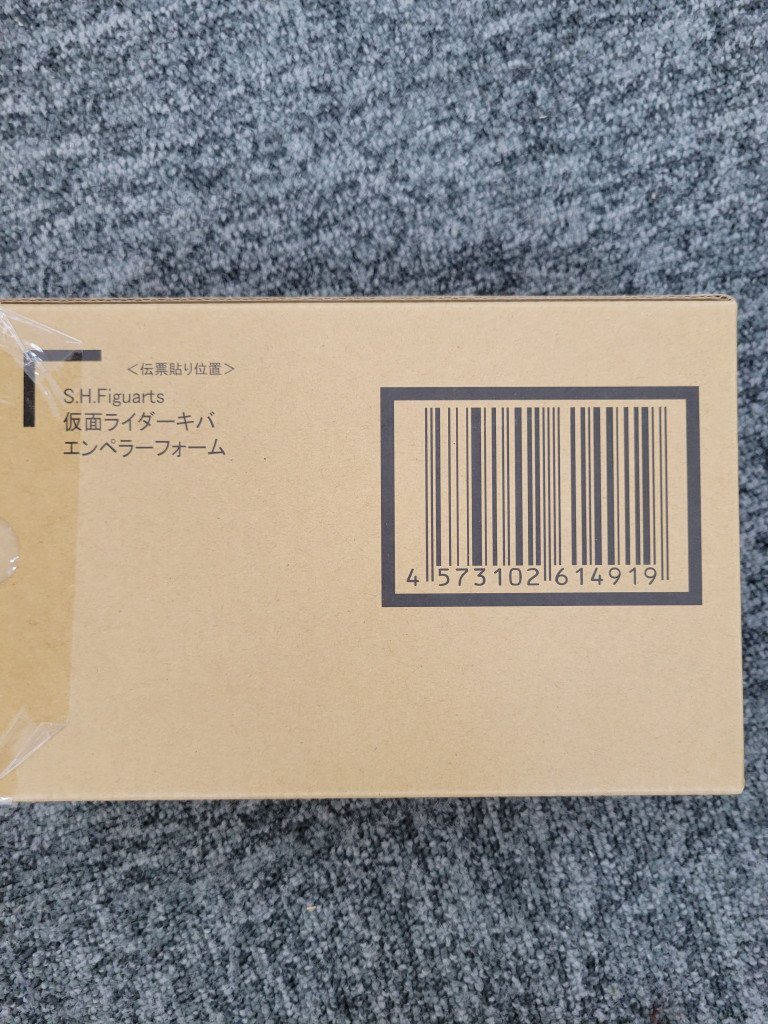 ＜伝票貼り位置＞
S.H.Figuarts
仮面ライダーキバ
エンペラーフォーム
4 573102 614919